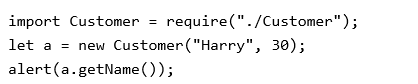 import Customer = require("./Customer");
let a = new Customer("Harry", 30);
alert(a.getName());